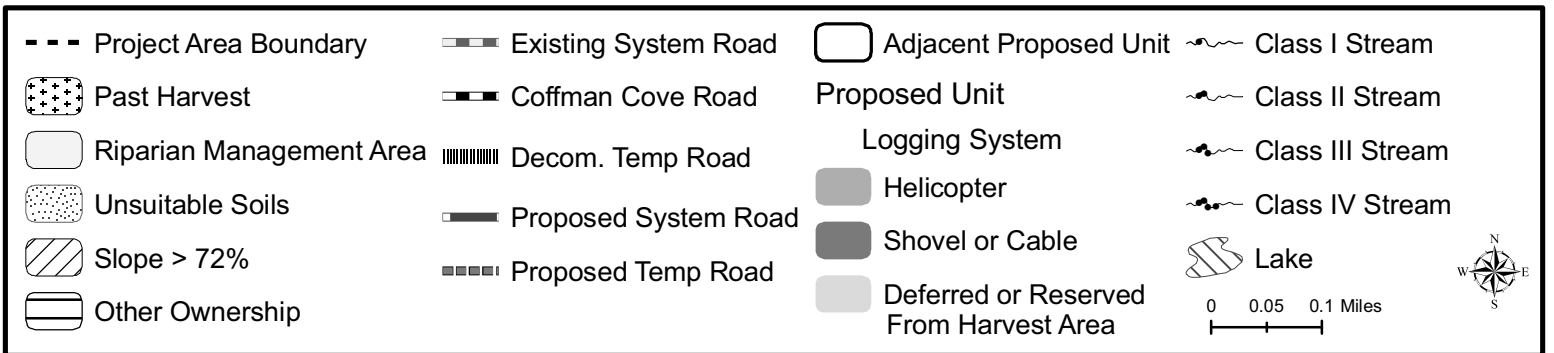 Project Area Boundary
Past Harvest
Riparian Management Area
Unsuitable Soils
Slope > 72%
Other Ownership
Existing System Road
Coffman Cove Road
Decom. Temp Road
Proposed System Road
Proposed Temp Road
Adjacent Proposed Unit
Proposed Unit
Logging System
Helicopter
Shovel or Cable
Deferred or Reserved
From Harvest Area
Class I Stream
Class II Stream
Class III Stream
Class IV Stream
Lake
0 0.05 0.1 Miles
N
W E
S